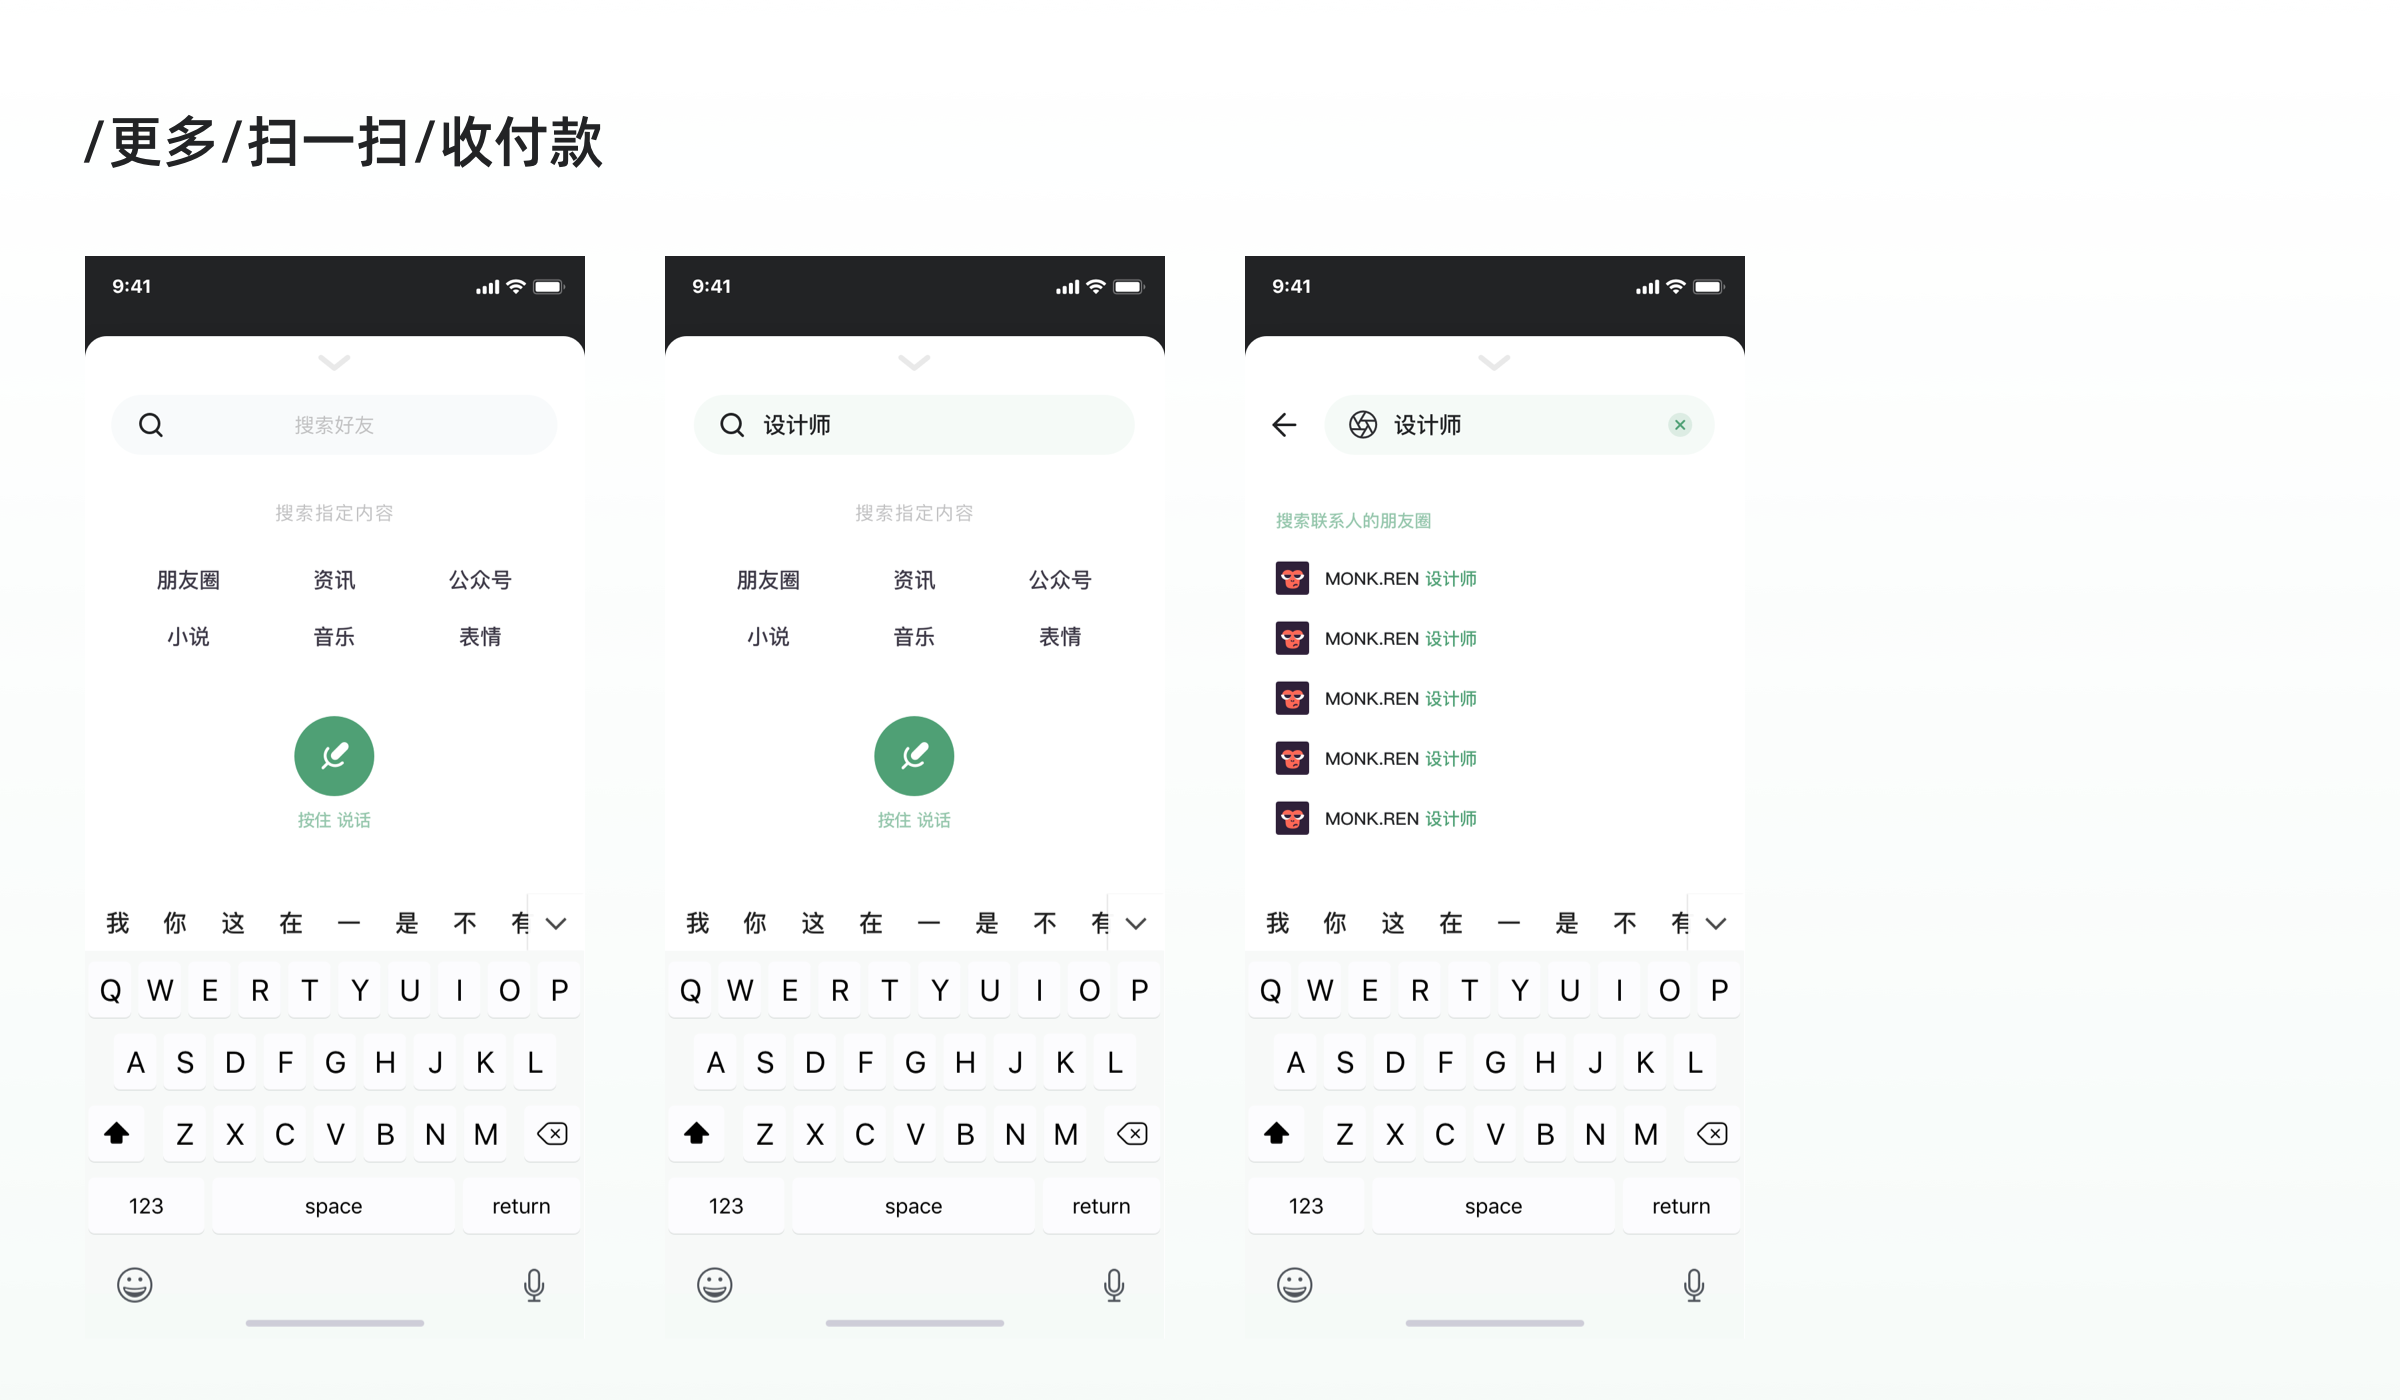 /更多/扫一扫/收付款
9:41
搜索好友
搜索指定内容
朋友圈 资讯 公众号
小说 音乐 表情
按住 说话
我 你 这 在 一 是 不 有
Q W E R T Y U I O P
A S D F G H J K L
Z X C V B N M
123 space return
9:41
设计师
搜索指定内容
朋友圈 资讯 公众号
小说 音乐 表情
按住 说话
我 你 这 在 一 是 不 有
Q W E R T Y U I O P
A S D F G H J K L
Z X C V B N M
123 space return
9:41
设计师
搜索联系人的朋友圈
MONK.REN 设计师
MONK.REN 设计师
MONK.REN 设计师
MONK.REN 设计师
MONK.REN 设计师
我 你 这 在 一 是 不 有
Q W E R T Y U I O P
A S D F G H J K L
Z X C V B N M
123 space return